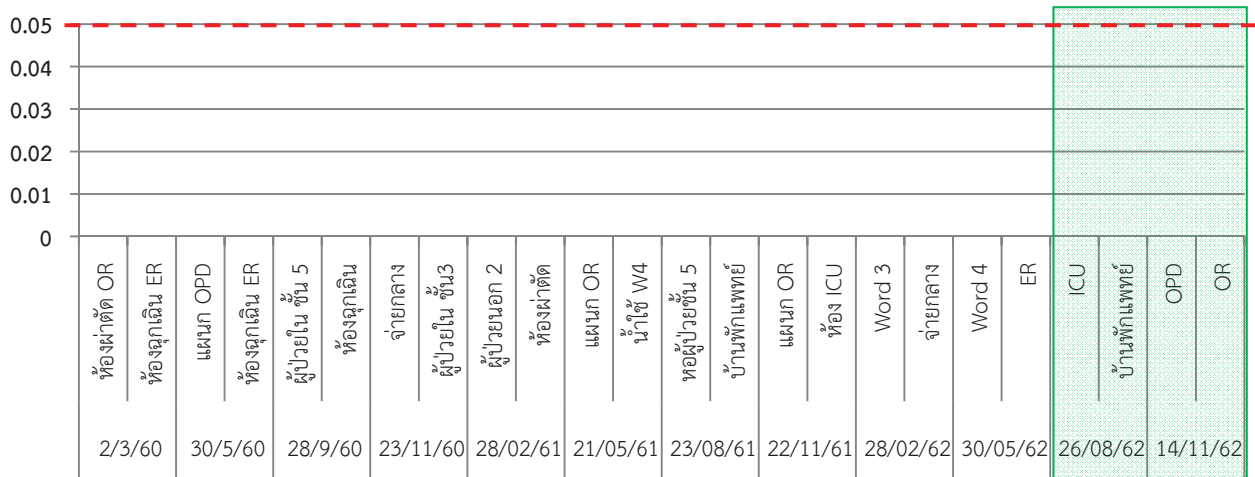 0.05
0.04
0.03
0.02
0.01
0
ห้องผ่าตัด OR
ห้องฉุกเฉิน ER
แผนก OPD
ห้องฉุกเฉิน ER
ผู้ป่วยใน ชั้น 5
ห้องฉุกเฉิน
จ่ายกลาง
ผู้ป่วยใน ชั้น3
ผู้ป่วยนอก 2
ห้องผ่าตัด
แผนก OR
น้ำใช้ W4
หอผู้ป่วยชั้น 5
บ้านพักแพทย์
แผนก OR
ห้อง ICU
Word 3
จ่ายกลาง
Word 4
ER
ICU
บ้านพักแพทย์
OPD
OR
2/3/60 30/5/60 28/9/60 23/11/60 28/02/61 21/05/61 23/08/61 22/11/61 28/02/62 30/05/62 26/08/62 14/11/62